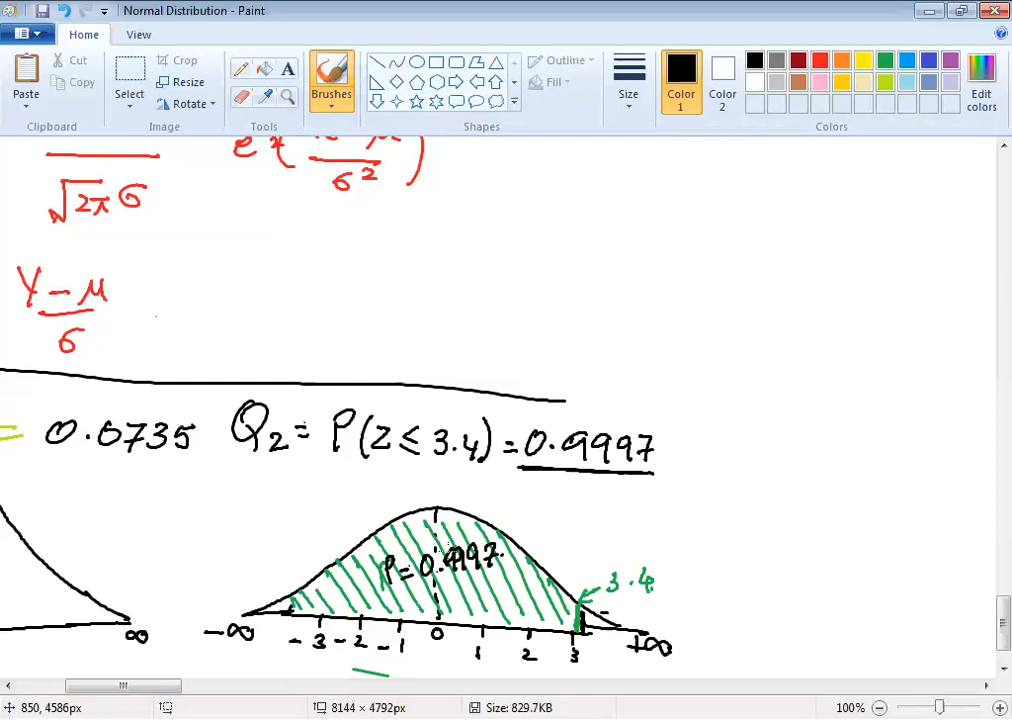 Normal Distribution - Paint
Home View
Paste
Cut
Copy
Clipboard
Select
Crop
Resize
Rotate
Image
A
Tools
Brushes
Shapes
Outline
Fill
Size
Color 1
Color 2
Edit colors
Colors
√2π σ
e
σ²
Y - μ
σ
= 0.0735 Q2 = P(Z ≤ 3.4) = 0.9997
P = 0.9997.
3.4
∞
-∞ -3 -2 -1 0 1 2 3 +∞
850, 4586px 8144 × 4792px Size: 829.7KB 100%